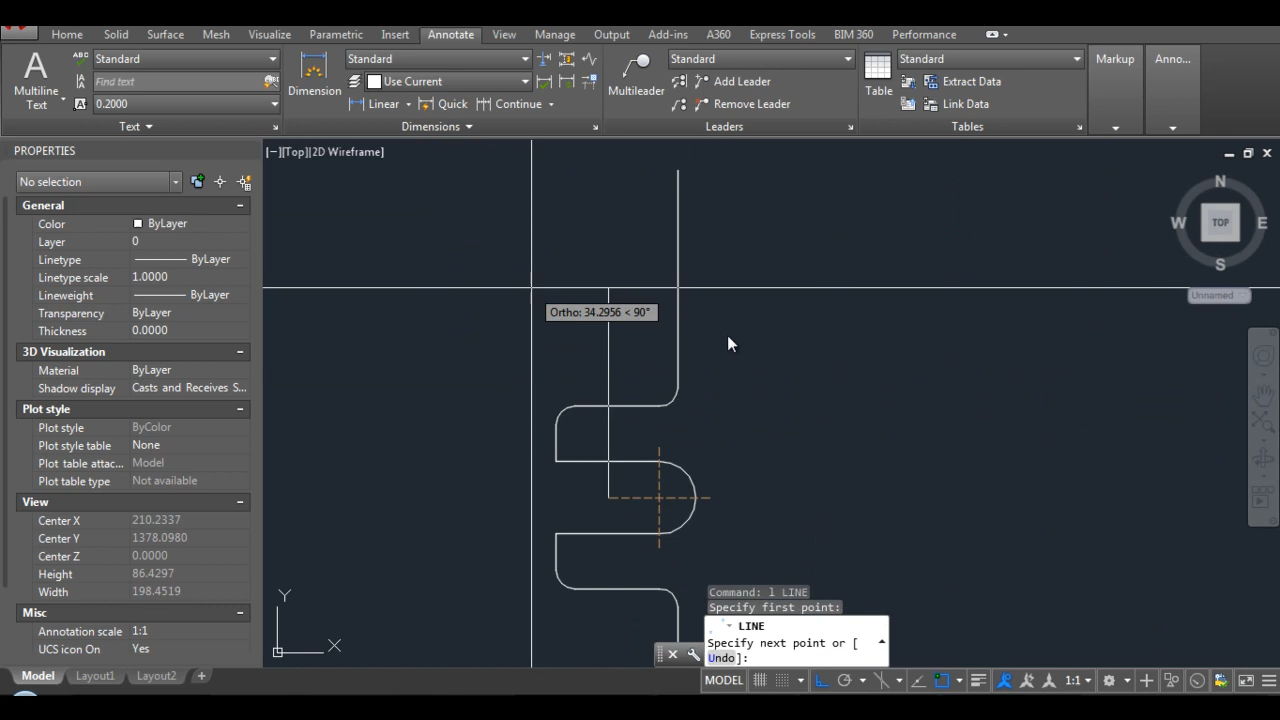 Home Solid Surface Mesh Visualize Parametric Insert Annotate View Manage Output Add-ins A360 Express Tools BIM 360 Performance
Multiline Text
Standard
Find text
0.2000
Text
Dimension
Standard
Use Current
Linear Quick Continue
Dimensions
Multileader
Standard
Add Leader
Remove Leader
Leaders
Table
Standard
Extract Data
Link Data
Tables
Markup
Anno...
PROPERTIES
No selection
General
Color ByLayer
Layer 0
Linetype ByLayer
Linetype scale 1.0000
Lineweight ByLayer
Transparency ByLayer
Thickness 0.0000
3D Visualization
Material ByLayer
Shadow display Casts and Receives S...
Plot style
Plot style ByColor
Plot style table None
Plot table attac... Model
Plot table type Not available
View
Center X 210.2337
Center Y 1378.0980
Center Z 0.0000
Height 86.4297
Width 198.4519
Misc
Annotation scale 1:1
UCS icon On Yes
[−][Top][2D Wireframe]
N
W TOP E
S
Unnamed
Ortho: 34.2956 < 90°
Y
X
Command: l LINE
Specify first point:
LINE
Specify next point or [
Undo]:
Model Layout1 Layout2 +
MODEL 1:1